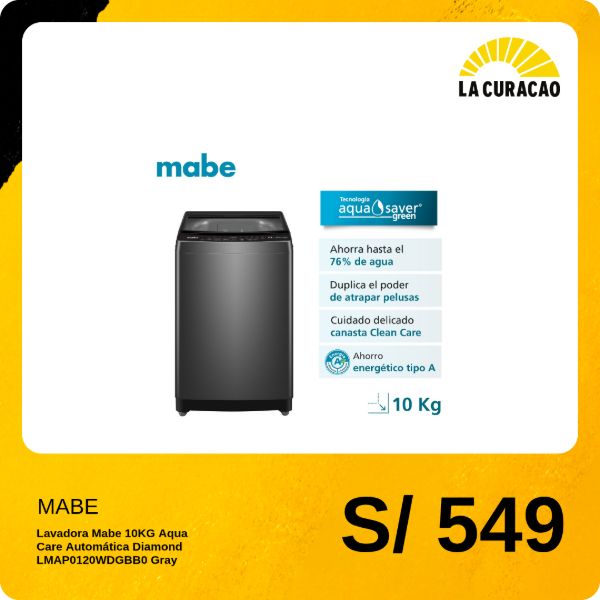 LA CURACAO
mabe
Tecnología
aqua saver®
green
Ahorra hasta el
76% de agua
Duplica el poder
de atrapar pelusas
Cuidado delicado
canasta Clean Care
Ahorro
energético tipo A
10 Kg
MABE
Lavadora Mabe 10KG Aqua
Care Automática Diamond
LMAP0120WDGBB0 Gray
S/ 549